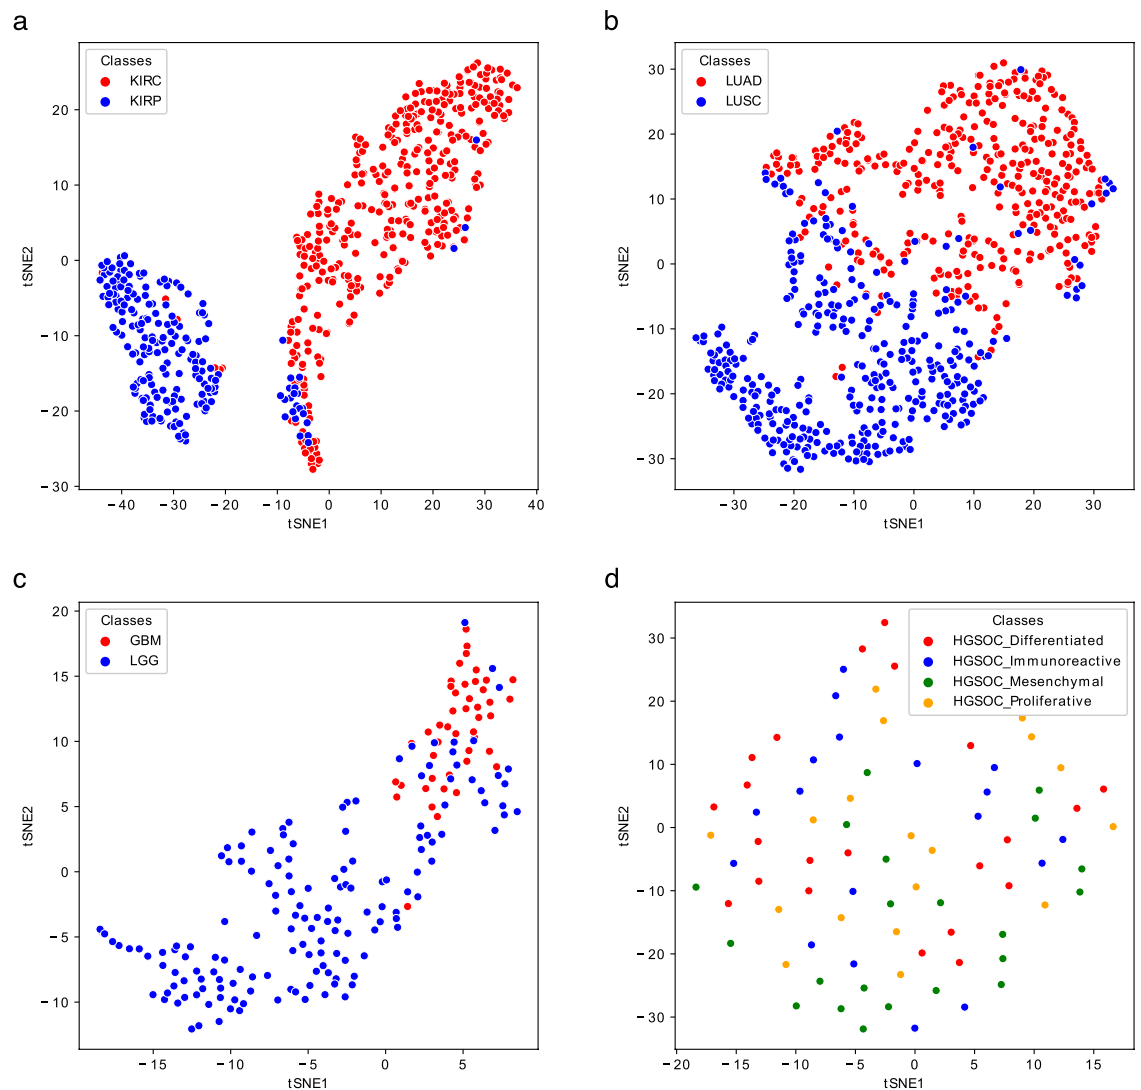 a
Classes
KIRC
KIRP
20
10
0
−10
−20
−30
tSNE2
−40
−30
−20
−10
0
10
20
30
40
tSNE1
b
Classes
LUAD
LUSC
30
20
10
0
−10
−20
−30
tSNE2
−30
−20
−10
0
10
20
30
tSNE1
c
Classes
GBM
LGG
20
15
10
5
0
−5
−10
tSNE2
−15
−10
−5
0
5
tSNE1
d
Classes
HGSOC_Differentiated
HGSOC_Immunoreactive
HGSOC_Mesenchymal
HGSOC_Proliferative
30
20
10
0
−10
−20
−30
tSNE2
−20
−15
−10
−5
0
5
10
15
tSNE1